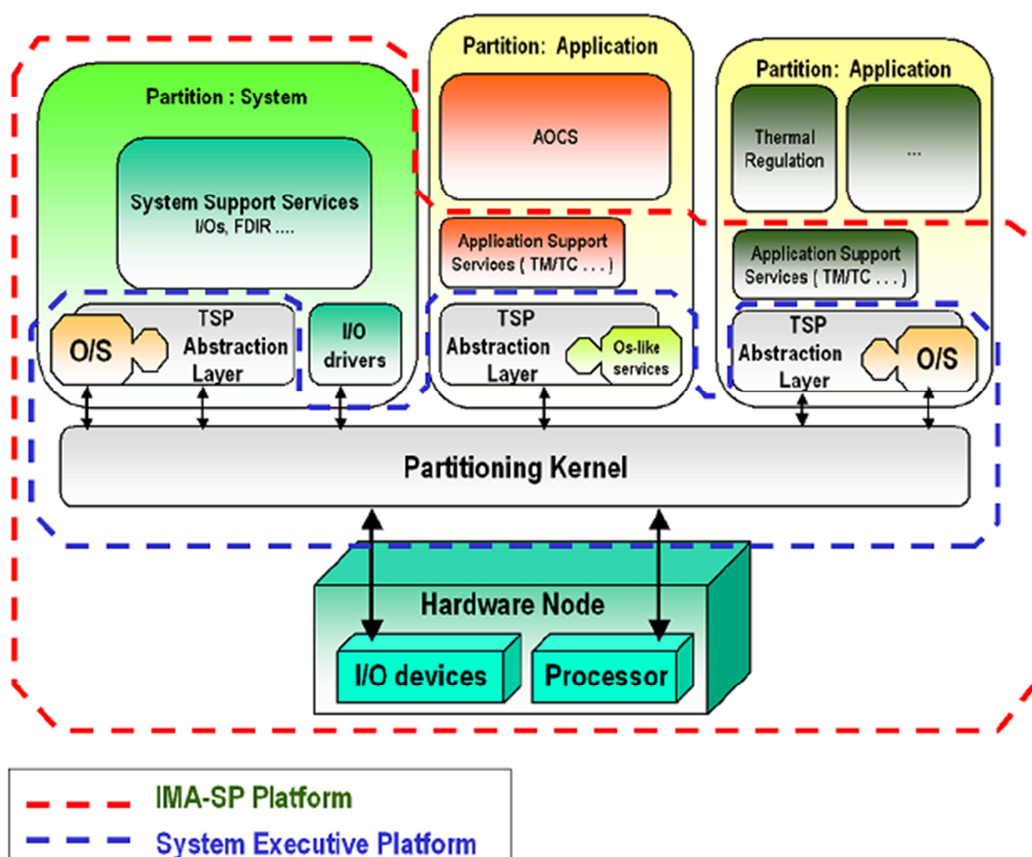 Partition : System
System Support Services
I/Os, FDIR ....
O/S
TSP
Abstraction
Layer
I/O
drivers
Partition: Application
AOCS
Application Support
Services ( TM/TC . . . )
TSP
Abstraction
Layer
Os-like
services
Partition: Application
Thermal
Regulation
...
Application Support
Services ( TM/TC . . . )
TSP
Abstraction
Layer
O/S
Partitioning Kernel
Hardware Node
I/O devices
Processor
IMA-SP Platform
System Executive Platform